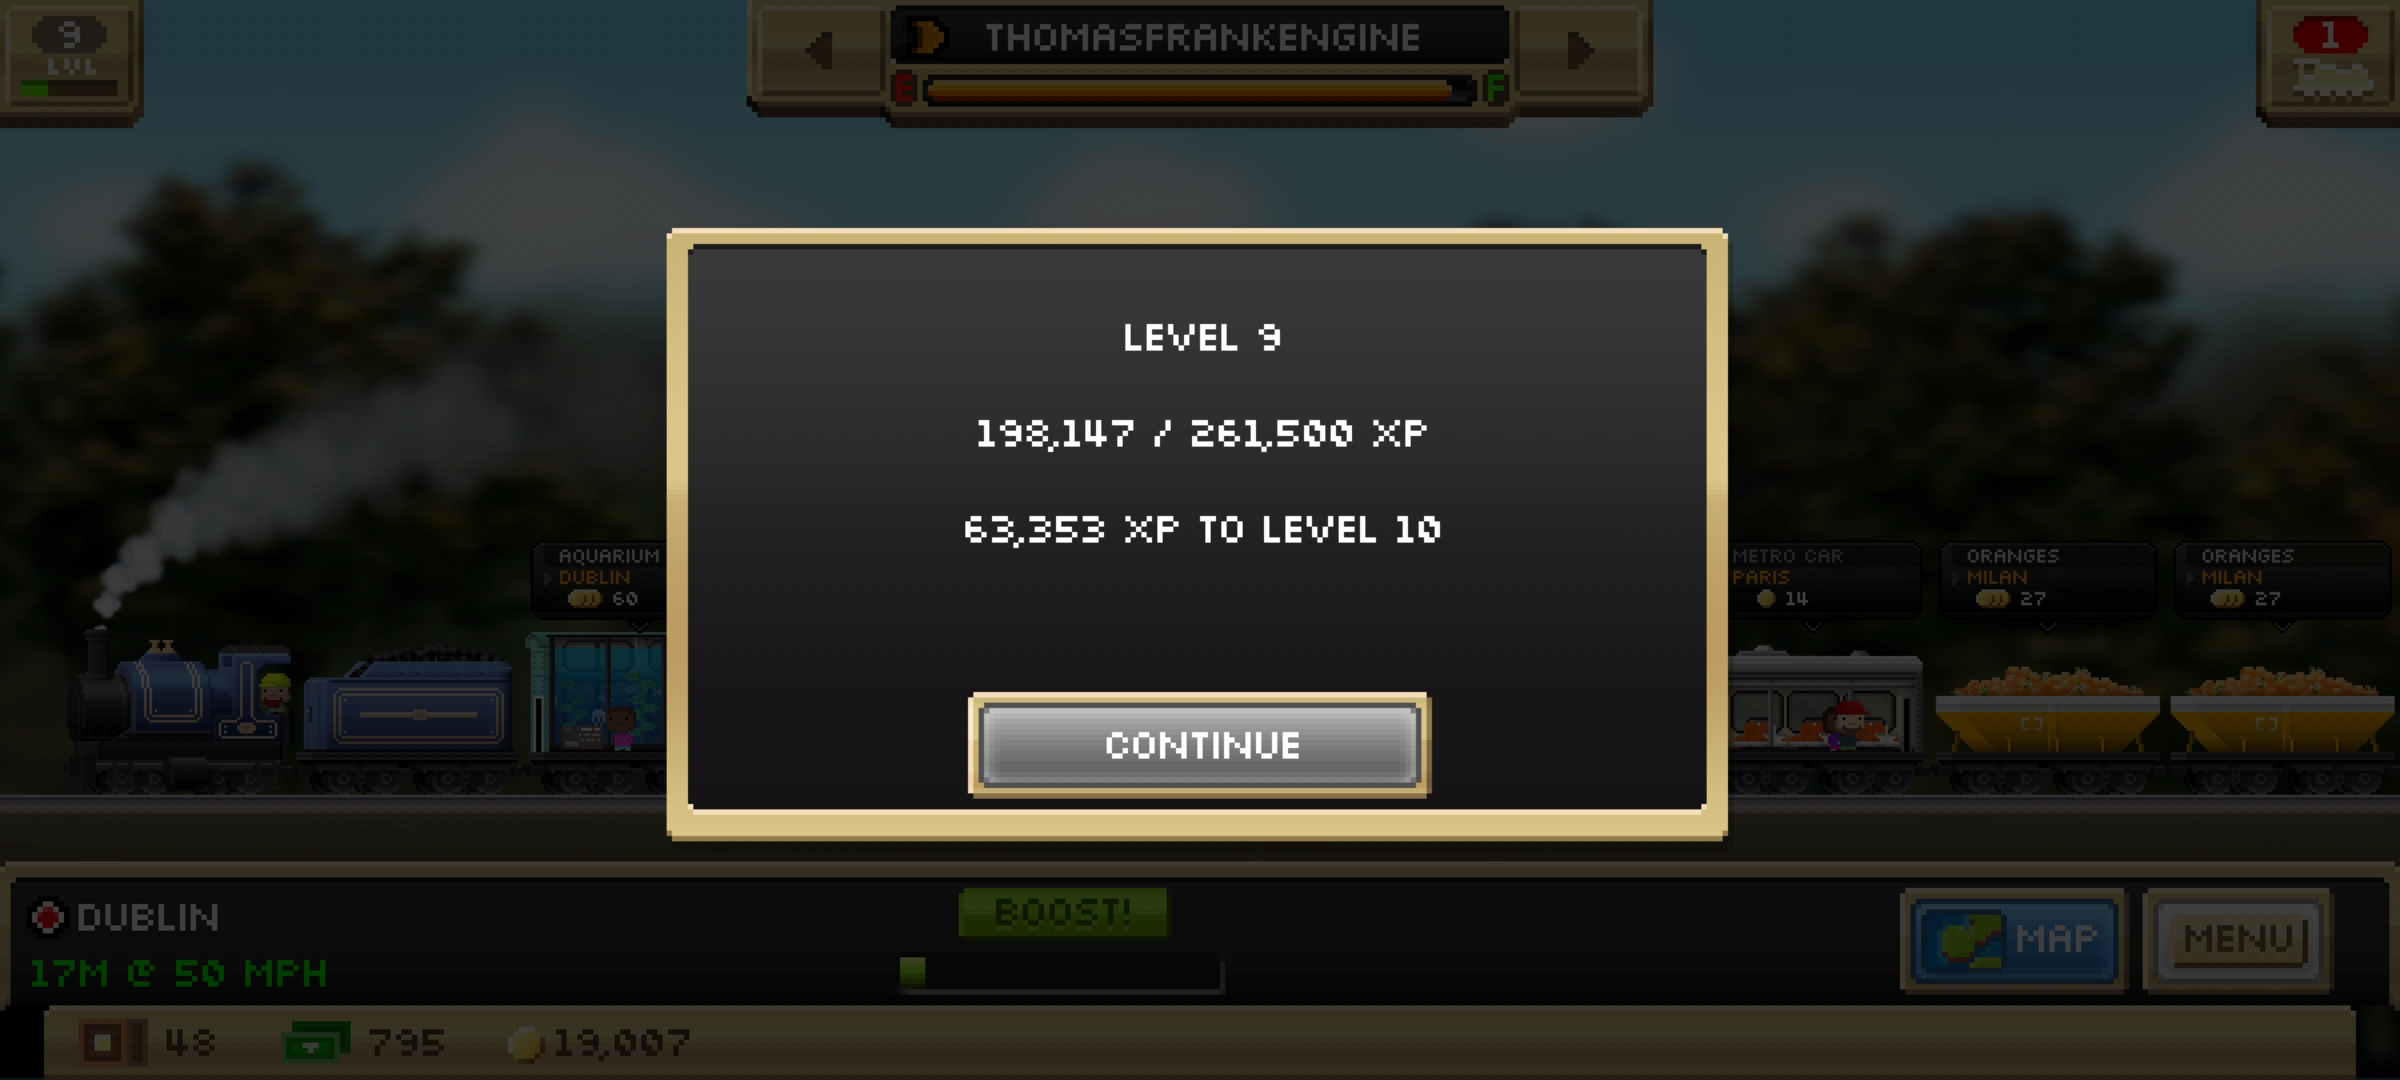 9
LVL
THOMASFRANKENGINE
E
F
1
LEVEL 9
198,147 / 261,500 XP
63,353 XP TO LEVEL 10
CONTINUE
AQUARIUM
DUBLIN
60
METRO CAR
PARIS
14
ORANGES
MILAN
27
ORANGES
MILAN
27
DUBLIN
17M @ 50 MPH
BOOST!
MAP
MENU
48
795
19,007